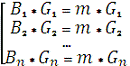 B₁ * G₁ = m * G₁
B₂ * G₂ = m * G₂
...
Bₙ * Gₙ = m * Gₙ